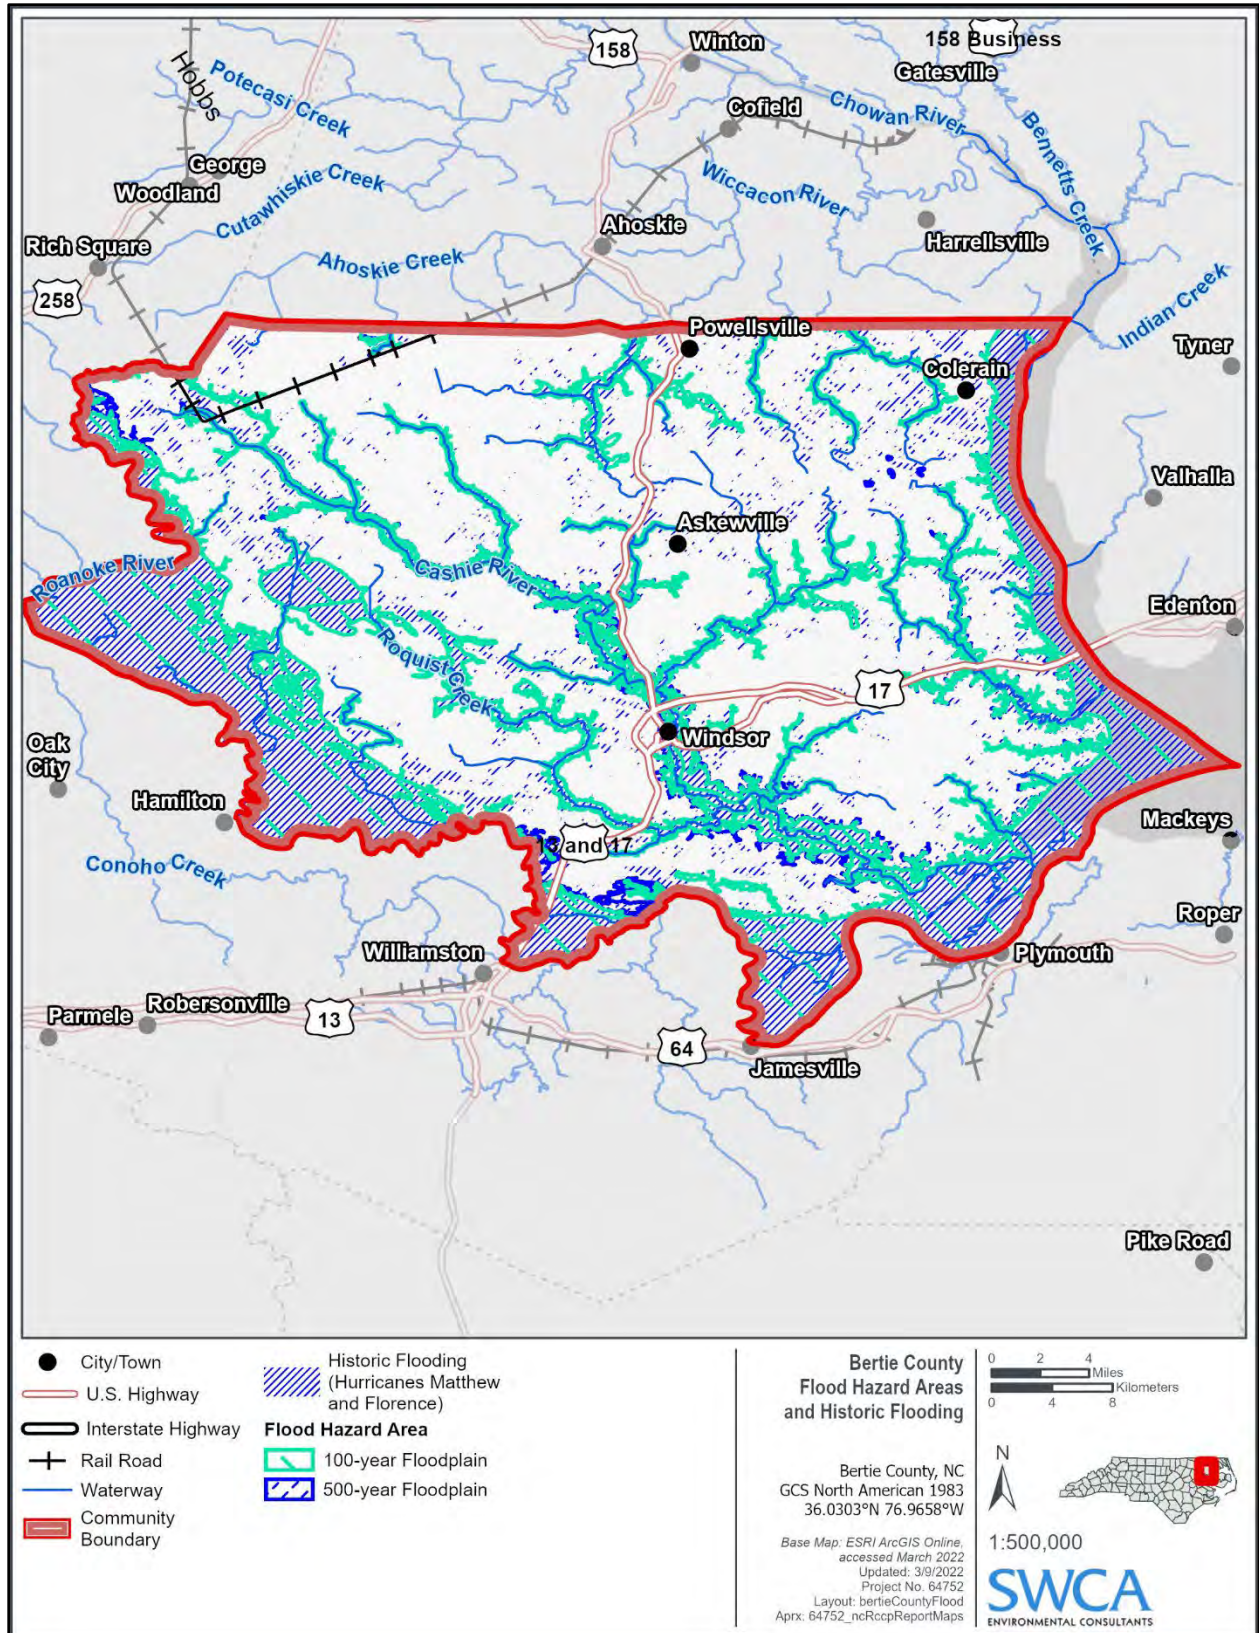 158
Winton
158 Business
Gatesville
Hobbs
Potecasi Creek
Cofield
Chowan River
Bennetts Creek
George
Woodland
Cutawhiskie Creek
Wiccacon River
Rich Square
Ahoskie
Harrellsville
Ahoskie Creek
258
Indian Creek
Powellsville
Tyner
Colerain
Valhalla
Askewville
Roanoke River
Cashie River
Edenton
Roquist Creek
17
Oak
City
Windsor
Hamilton
Mackeys
13 and 17
Conoho Creek
Roper
Williamston
Plymouth
Parmele
Robersonville
13
64
Jamesville
Pike Road
City/Town
U.S. Highway
Interstate Highway
Rail Road
Waterway
Community
Boundary
Historic Flooding
(Hurricanes Matthew
and Florence)
Flood Hazard Area
100-year Floodplain
500-year Floodplain
Bertie County
Flood Hazard Areas
and Historic Flooding
Bertie County, NC
GCS North American 1983
36.0303°N 76.9658°W
Base Map: ESRI ArcGIS Online,
accessed March 2022
Updated: 3/9/2022
Project No. 64752
Layout: bertieCountyFlood
Aprx: 64752_ncRccpReportMaps
0 2 4
Miles
Kilometers
0 4 8
N
1:500,000
SWCA
ENVIRONMENTAL CONSULTANTS